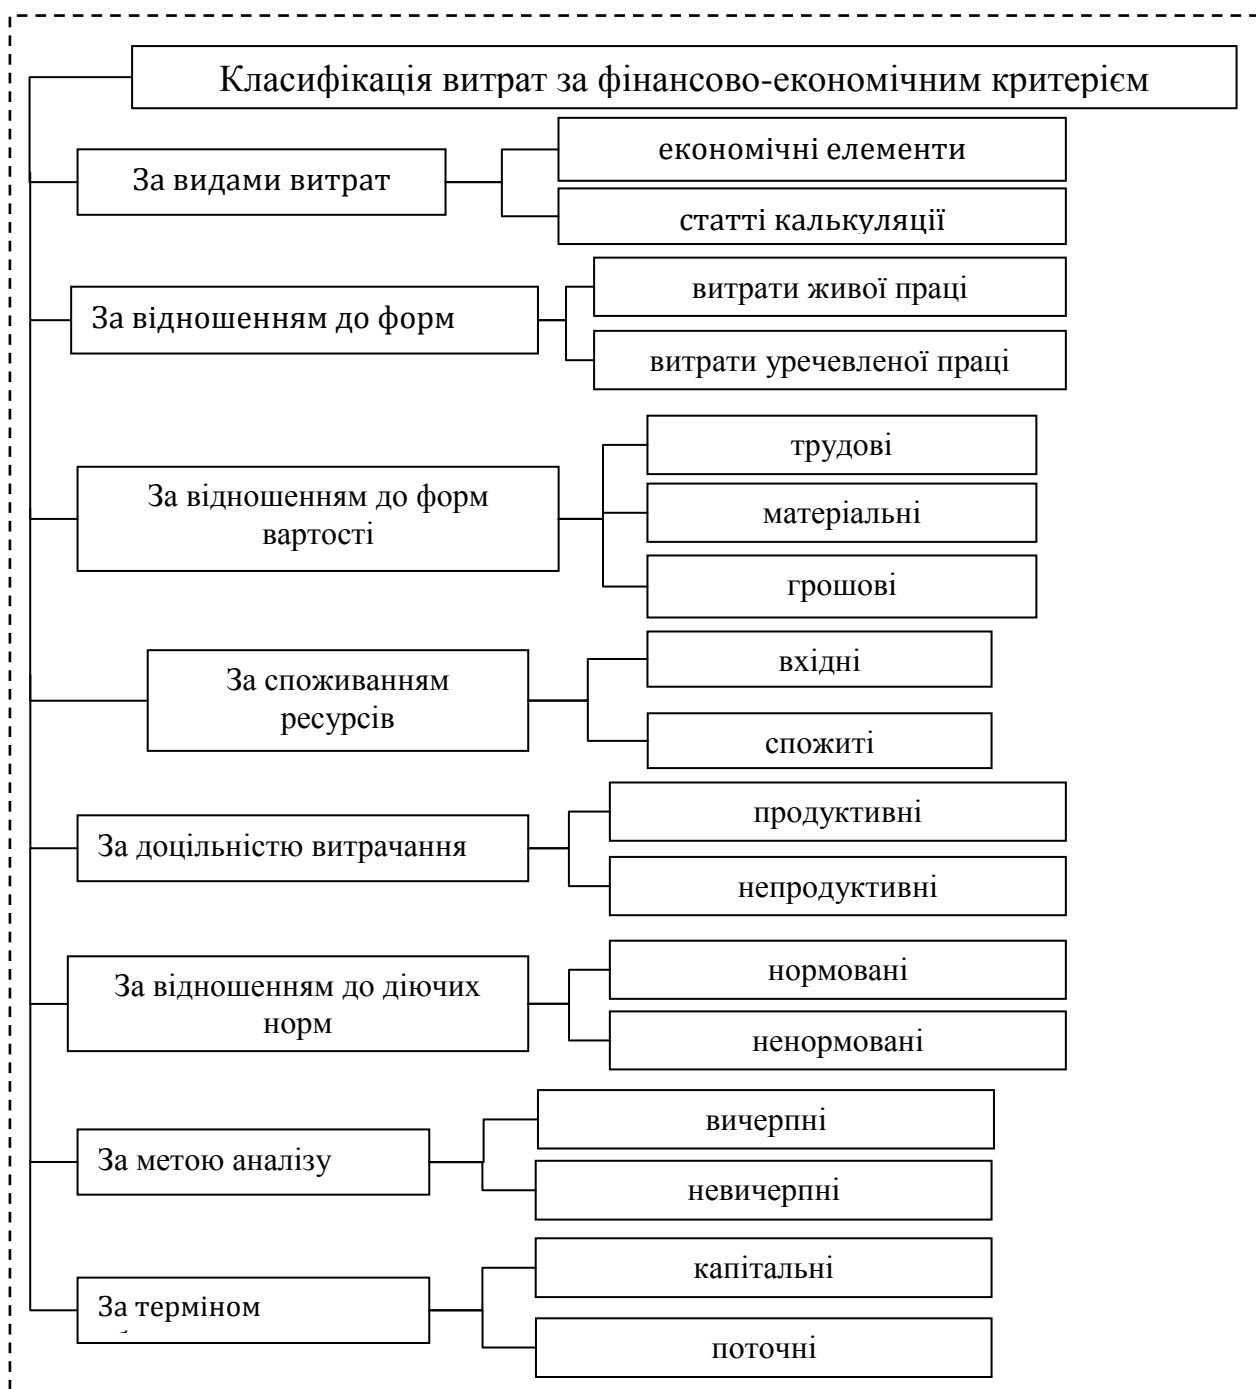 Класифікація витрат за фінансово-економічним критерієм
За видами витрат
економічні елементи
статті калькуляції
За відношенням до форм
витрати живої праці
витрати уречевленої праці
За відношенням до форм
вартості
трудові
матеріальні
грошові
За споживанням
ресурсів
вхідні
спожиті
За доцільністю витрачання
продуктивні
непродуктивні
За відношенням до діючих
норм
нормовані
ненормовані
За метою аналізу
вичерпні
невичерпні
За терміном
капітальні
поточні